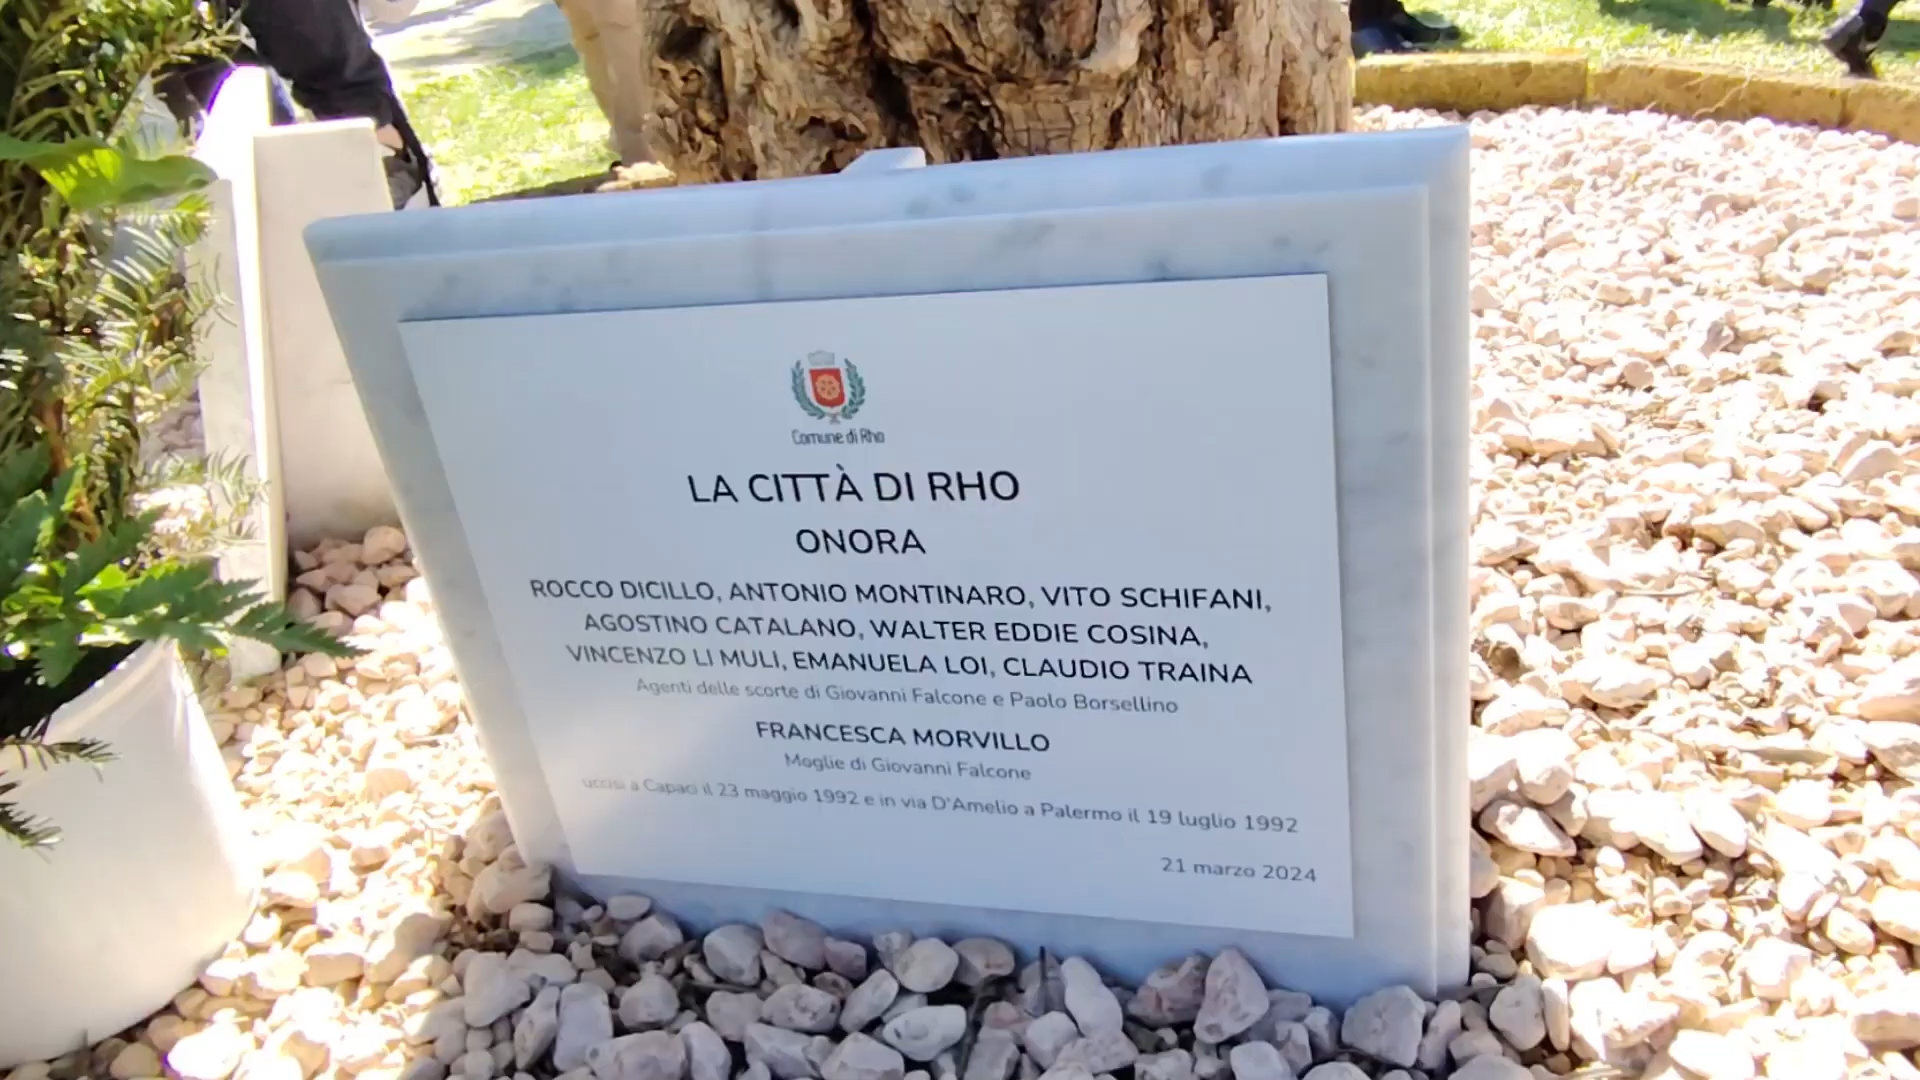 Comune di Rho
LA CITTÀ DI RHO
ONORA
ROCCO DICILLO, ANTONIO MONTINARO, VITO SCHIFANI,
AGOSTINO CATALANO, WALTER EDDIE COSINA,
VINCENZO LI MULI, EMANUELA LOI, CLAUDIO TRAINA
Agenti delle scorte di Giovanni Falcone e Paolo Borsellino
FRANCESCA MORVILLO
Moglie di Giovanni Falcone
uccisi a Capaci il 23 maggio 1992 e in via D'Amelio a Palermo il 19 luglio 1992
21 marzo 2024